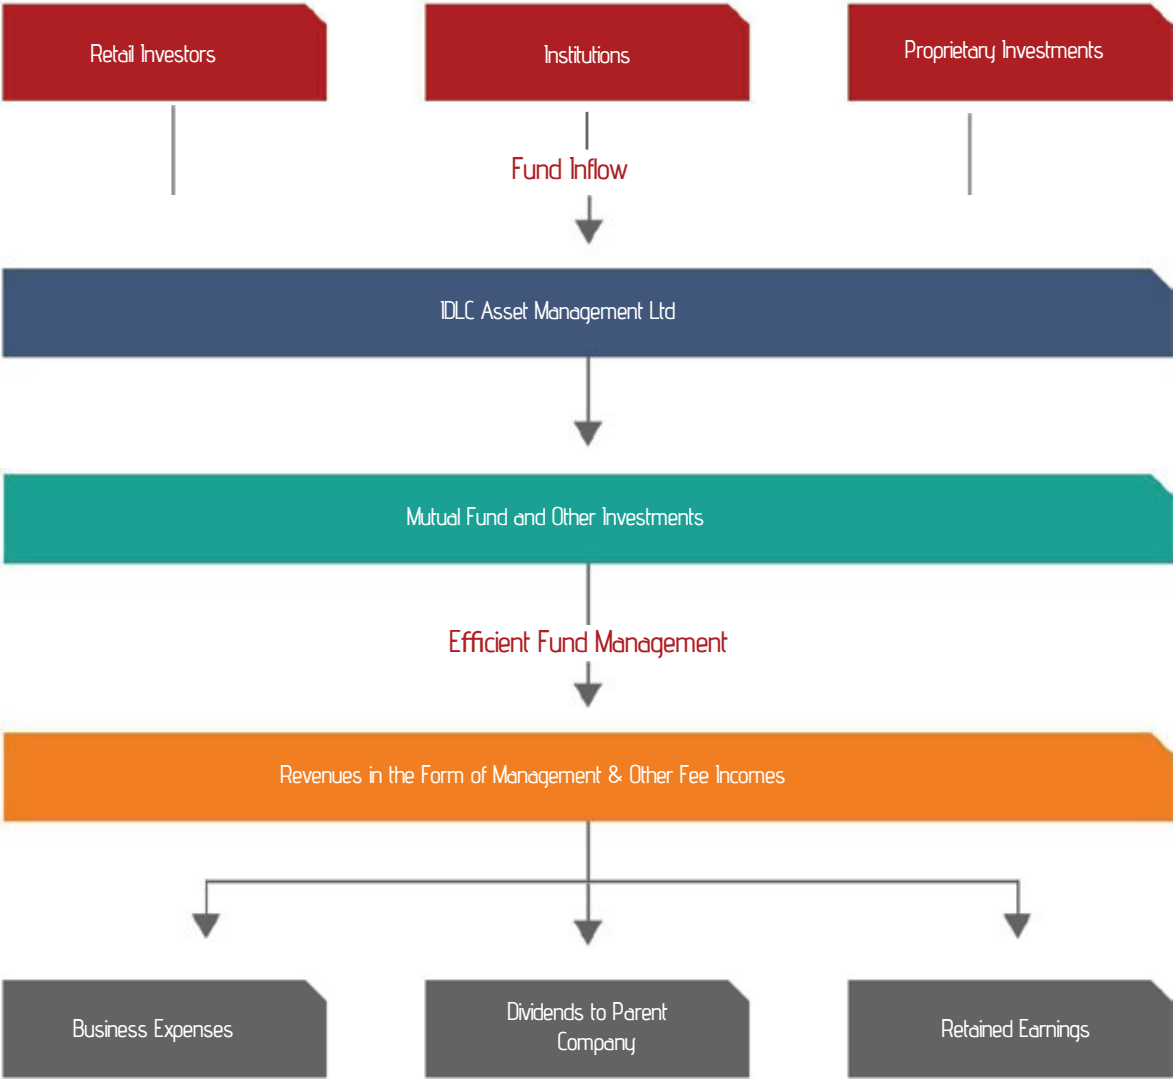 Retail Investors
Institutions
Proprietary Investments
Fund Inflow
IDLC Asset Management Ltd
Mutual Fund and Other Investments
Efficient Fund Management
Revenues in the Form of Management & Other Fee Incomes
Business Expenses
Dividends to Parent
Company
Retained Earnings